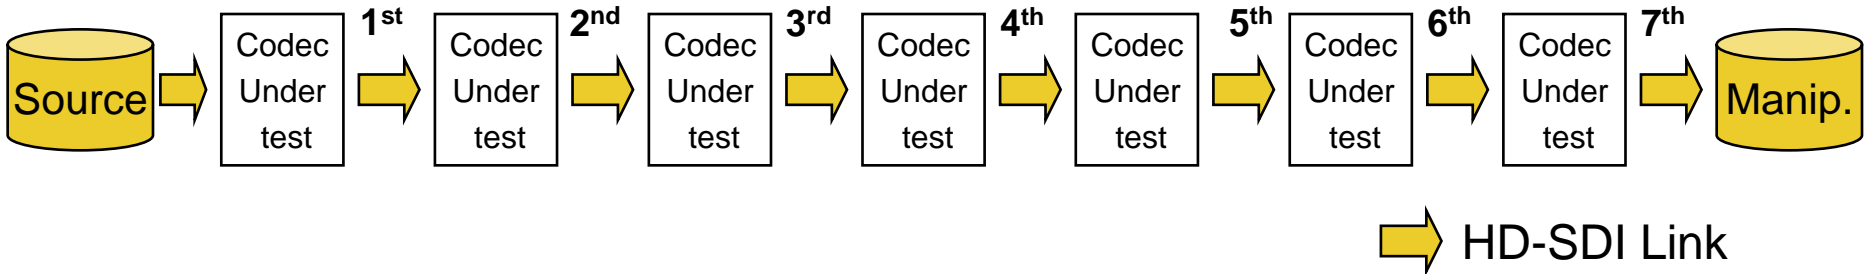 1st 2nd 3rd 4th 5th 6th 7th
Source
Codec
Under
test
Codec
Under
test
Codec
Under
test
Codec
Under
test
Codec
Under
test
Codec
Under
test
Codec
Under
test
Manip.
HD-SDI Link